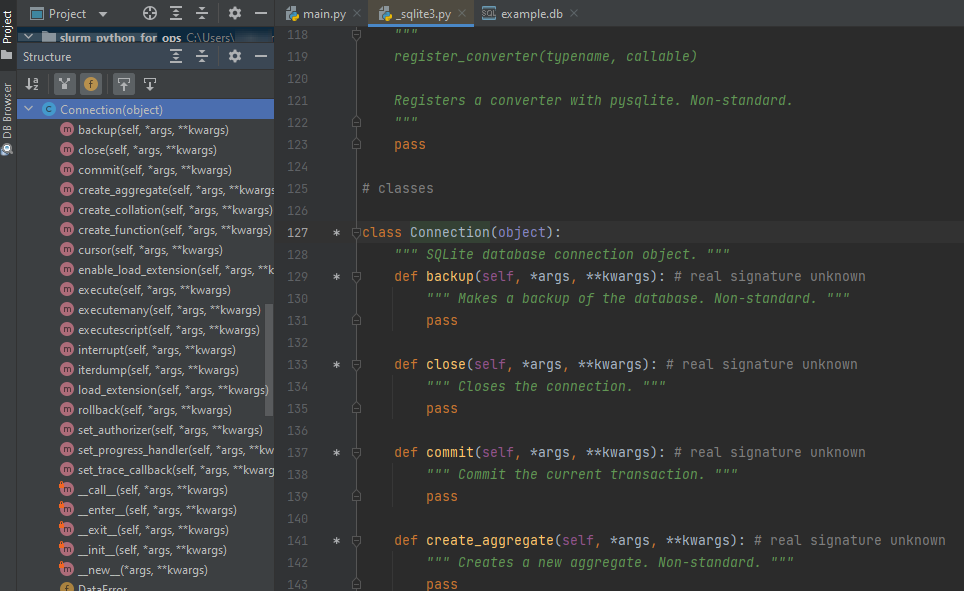 Project
DB Browser
Project
main.py
_sqlite3.py
example.db
slurm_python_for_ops C:\Users\
Structure
Connection(object)
backup(self, *args, **kwargs)
close(self, *args, **kwargs)
commit(self, *args, **kwargs)
create_aggregate(self, *args, **kwargs
create_collation(self, *args, **kwargs)
create_function(self, *args, **kwargs)
cursor(self, *args, **kwargs)
enable_load_extension(self, *args, **k
execute(self, *args, **kwargs)
executemany(self, *args, **kwargs)
executescript(self, *args, **kwargs)
interrupt(self, *args, **kwargs)
iterdump(self, *args, **kwargs)
load_extension(self, *args, **kwargs)
rollback(self, *args, **kwargs)
set_authorizer(self, *args, **kwargs)
set_progress_handler(self, *args, **kw
set_trace_callback(self, *args, **kwarg
__call__(self, *args, **kwargs)
__enter__(self, *args, **kwargs)
__exit__(self, *args, **kwargs)
__init__(self, *args, **kwargs)
__new__(*args, **kwargs)
DataError
118 """
119 register_converter(typename, callable)
120
121 Registers a converter with pysqlite. Non-standard.
122 """
123 pass
124
125 # classes
126
127 * class Connection(object):
128 """ SQLite database connection object. """
129 * def backup(self, *args, **kwargs): # real signature unknown
130 """ Makes a backup of the database. Non-standard. """
131 pass
132
133 * def close(self, *args, **kwargs): # real signature unknown
134 """ Closes the connection. """
135 pass
136
137 * def commit(self, *args, **kwargs): # real signature unknown
138 """ Commit the current transaction. """
139 pass
140
141 * def create_aggregate(self, *args, **kwargs): # real signature unknown
142 """ Creates a new aggregate. Non-standard. """
143 pass